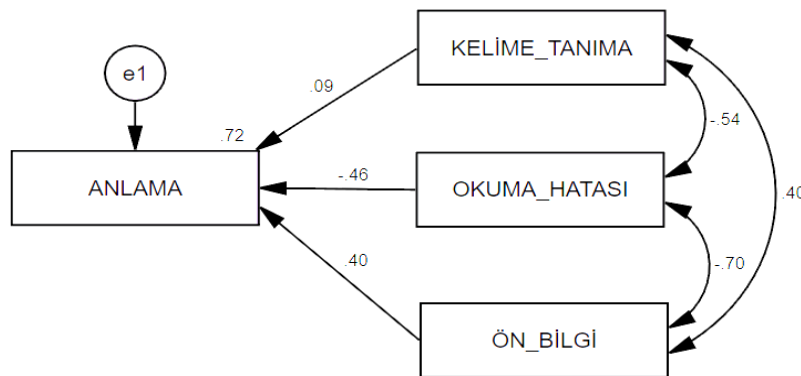 KELİME_TANIMA
e1
.09
.72
-.54
ANLAMA
-.46
OKUMA_HATASI
.40
.40
-.70
ÖN_BİLGİ